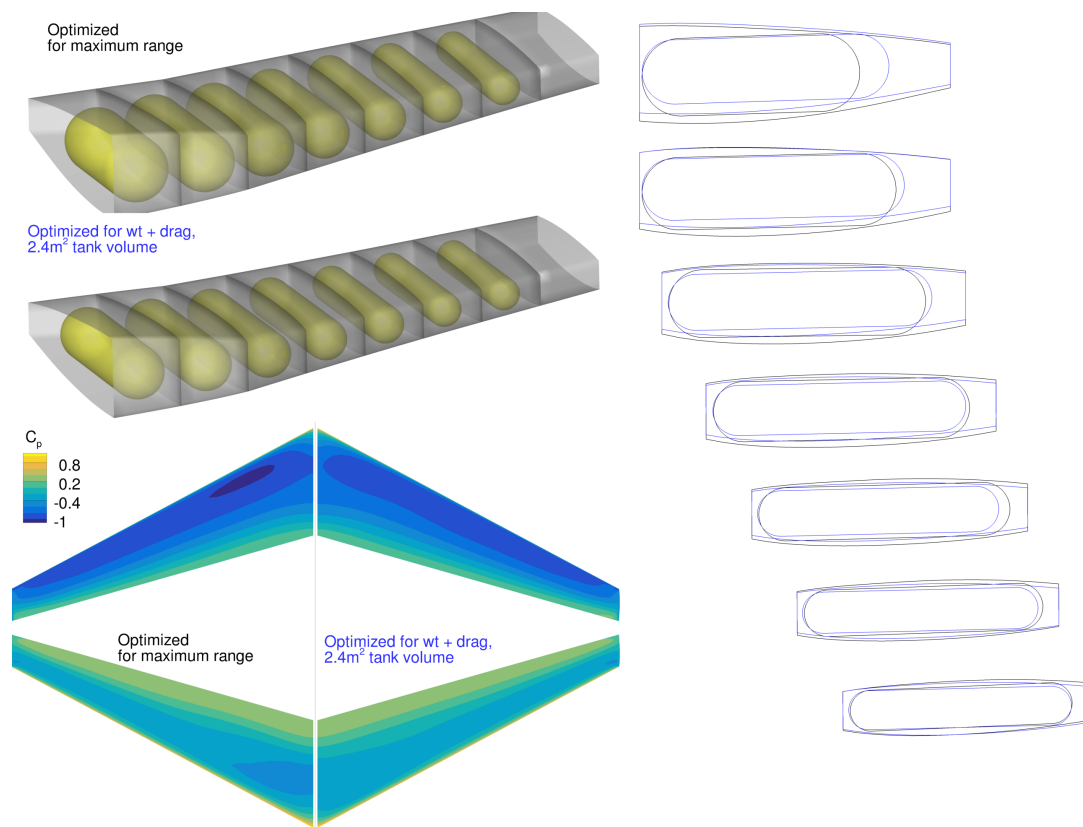 Optimized
for maximum range
Optimized for wt + drag,
2.4m² tank volume
Cp
0.8
0.2
-0.4
-1
Optimized
for maximum range
Optimized for wt + drag,
2.4m² tank volume